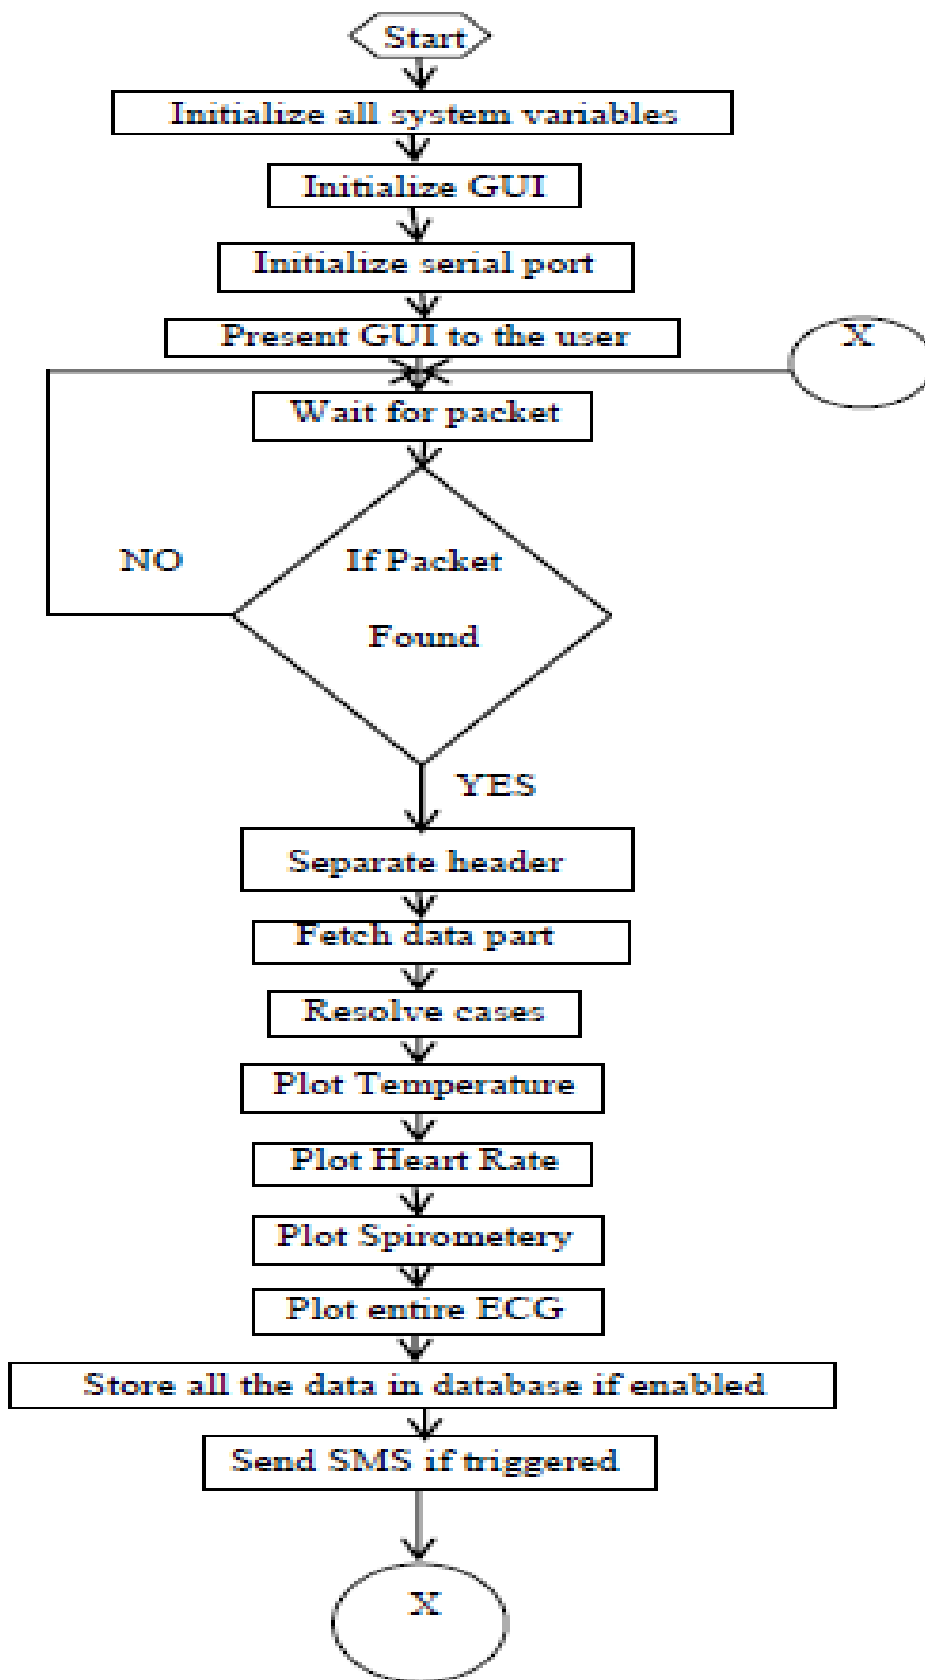 Start
Initialize all system variables
Initialize GUI
Initialize serial port
Present GUI to the user
X
Wait for packet
NO
If Packet
Found
YES
Separate header
Fetch data part
Resolve cases
Plot Temperature
Plot Heart Rate
Plot Spirometery
Plot entire ECG
Store all the data in database if enabled
Send SMS if triggered
X